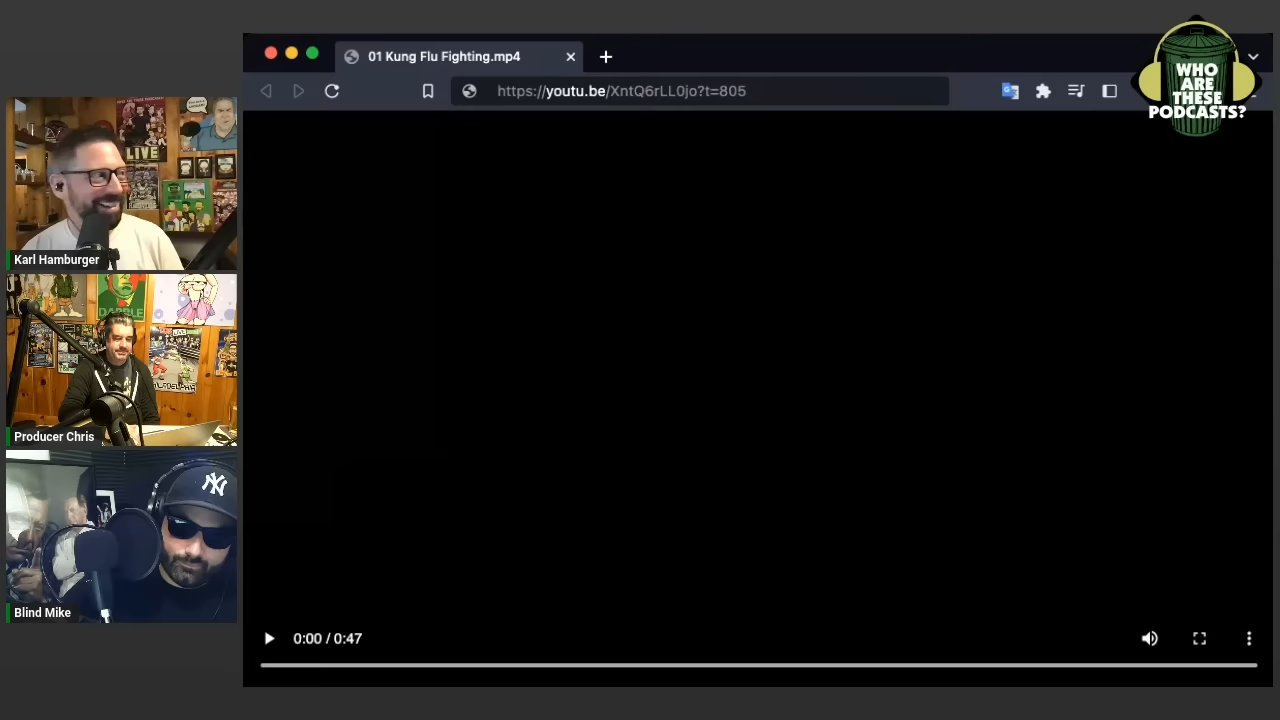 01 Kung Flu Fighting.mp4
https://youtu.be/XntQ6rLL0jo?t=805
WHO
ARE
THESE
PODCASTS?
LIVE
Karl Hamburger
DABBLE
Producer Chris
Blind Mike
0:00 / 0:47